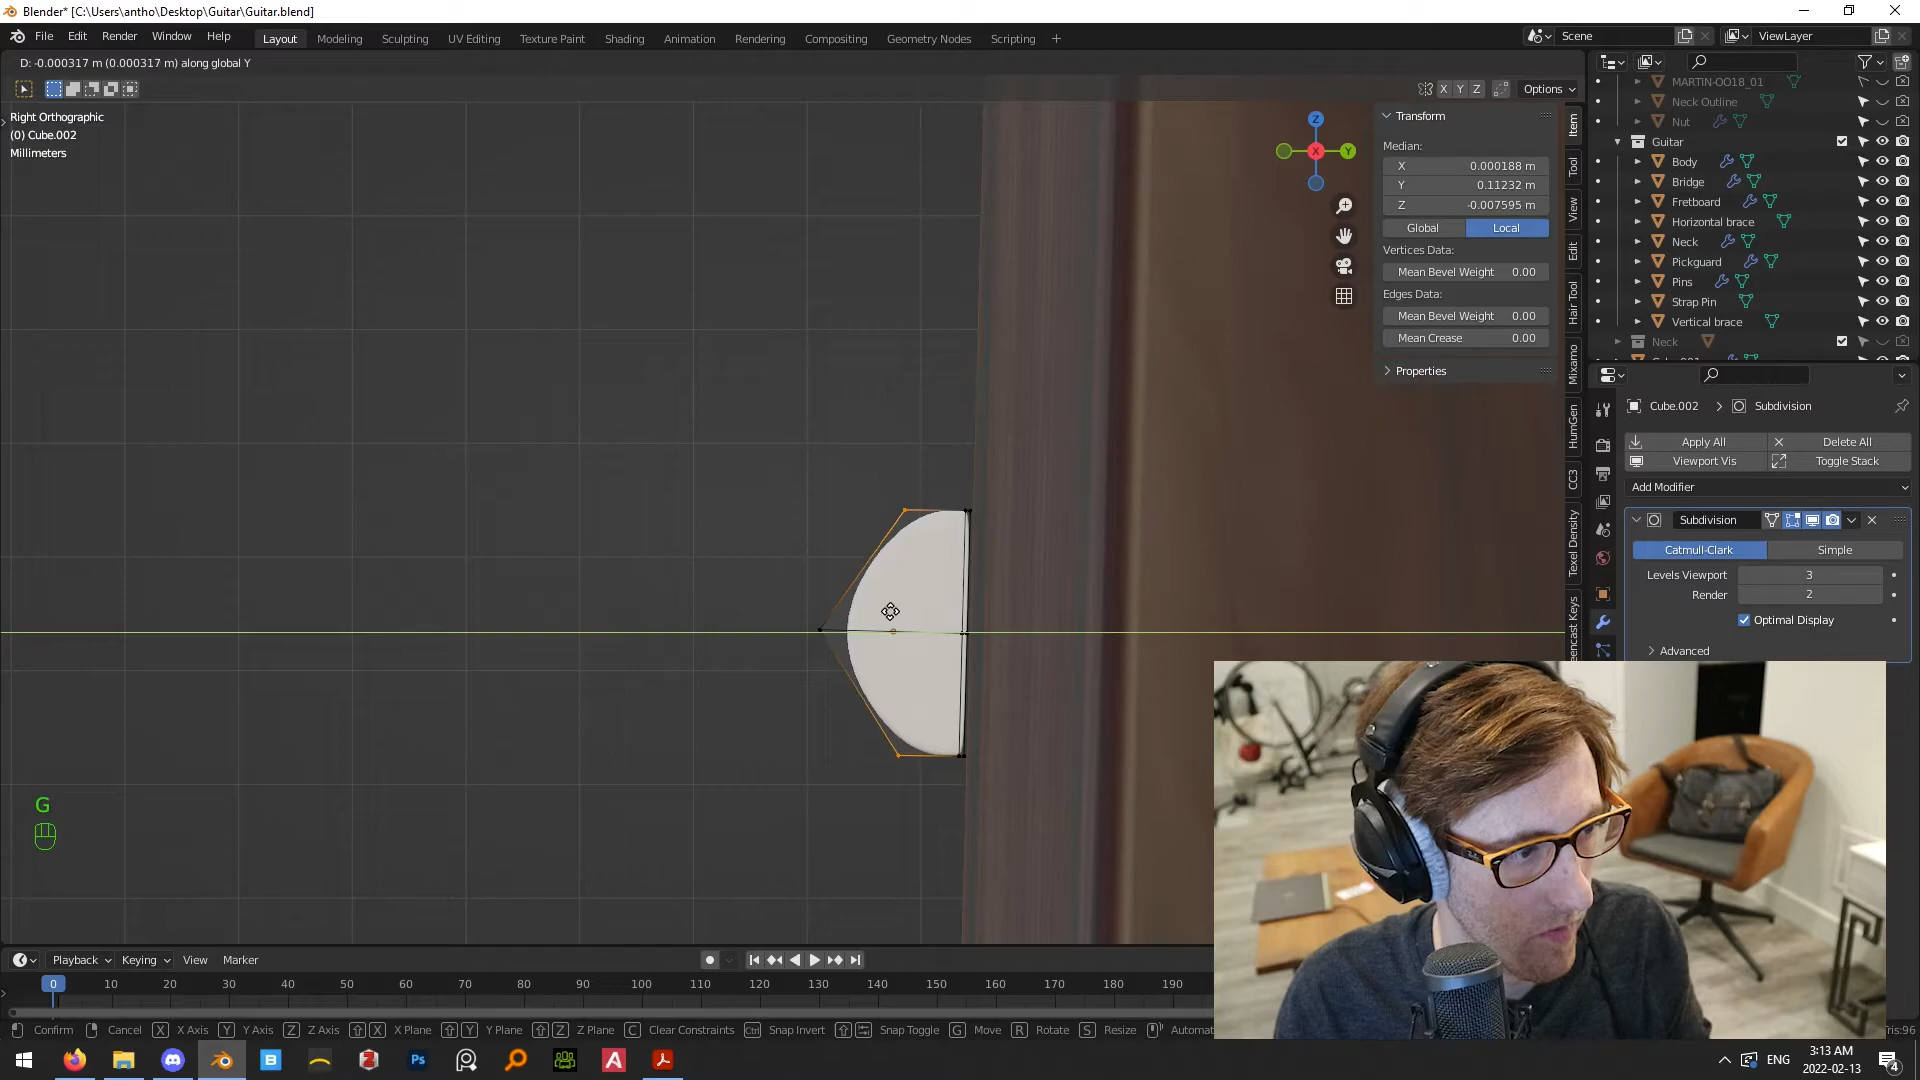 Blender* [C:\Users\antho\Desktop\Guitar\Guitar.blend]
File Edit Render Window Help
Layout Modeling Sculpting UV Editing Texture Paint Shading Animation Rendering Compositing Geometry Nodes Scripting +
Scene
ViewLayer
D: -0.000317 m (0.000317 m) along global Y
X Y Z
Options
Right Orthographic
(0) Cube.002
Millimeters
Z
X
Y
Transform
Median:
X 0.000188 m
Y 0.11232 m
Z -0.007595 m
Global Local
Vertices Data:
Mean Bevel Weight 0.00
Edges Data:
Mean Bevel Weight 0.00
Mean Crease 0.00
Properties
Item
Tool
View
Edit
Hair Tool
Mixamo
HumGen
CC3
Texel Density
Screencast Keys
MARTIN-OO18_01
Neck Outline
Nut
Guitar
Body
Bridge
Fretboard
Horizontal brace
Neck
Pickguard
Pins
Strap Pin
Vertical brace
Neck
Cube.002 > Subdivision
Apply All
Delete All
Viewport Vis
Toggle Stack
Add Modifier
Subdivision
Catmull-Clark Simple
Levels Viewport 3
Render 2
Optimal Display
Advanced
G
Playback Keying View Marker
0 10 20 30 40 50 60 70 80 90 100 110 120 130 140 150 160 170 180 190
Confirm Cancel X X Axis Y Y Axis Z Z Axis X X Plane Y Y Plane Z Z Plane C Clear Constraints Ctrl Snap Invert Snap Toggle G Move R Rotate S Resize Automat
Tris:96
ENG
3:13 AM
2022-02-13
4